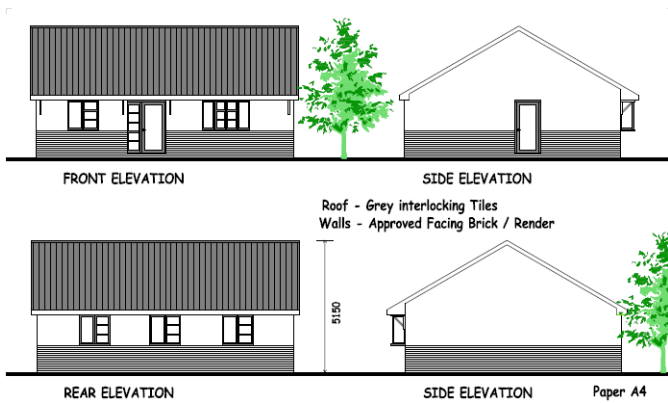 FRONT ELEVATION
SIDE ELEVATION
Roof - Grey interlocking Tiles
Walls - Approved Facing Brick / Render
5150
REAR ELEVATION
SIDE ELEVATION
Paper A4